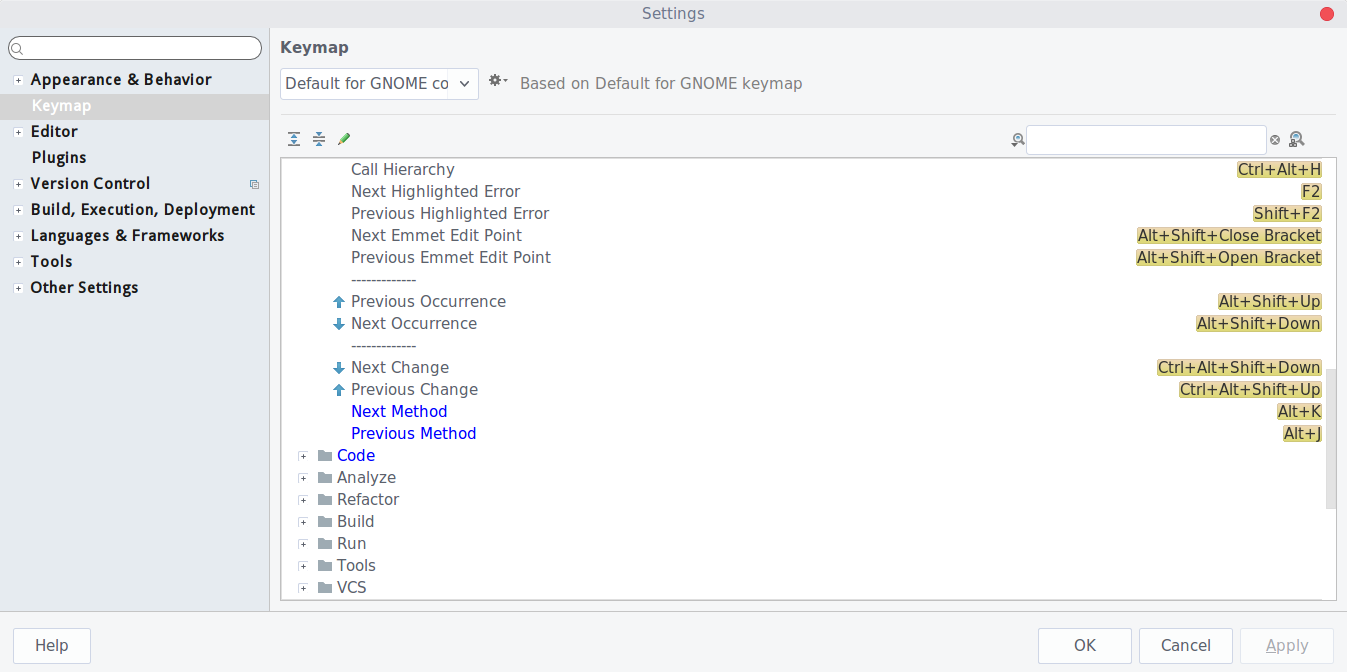 Settings
Appearance & Behavior
Keymap
Editor
Plugins
Version Control
Build, Execution, Deployment
Languages & Frameworks
Tools
Other Settings
Keymap
Default for GNOME co
Based on Default for GNOME keymap
Call Hierarchy Ctrl+Alt+H
Next Highlighted Error F2
Previous Highlighted Error Shift+F2
Next Emmet Edit Point Alt+Shift+Close Bracket
Previous Emmet Edit Point Alt+Shift+Open Bracket
-------------
Previous Occurrence Alt+Shift+Up
Next Occurrence Alt+Shift+Down
-------------
Next Change Ctrl+Alt+Shift+Down
Previous Change Ctrl+Alt+Shift+Up
Next Method Alt+K
Previous Method Alt+J
Code
Analyze
Refactor
Build
Run
Tools
VCS
Help OK Cancel Apply